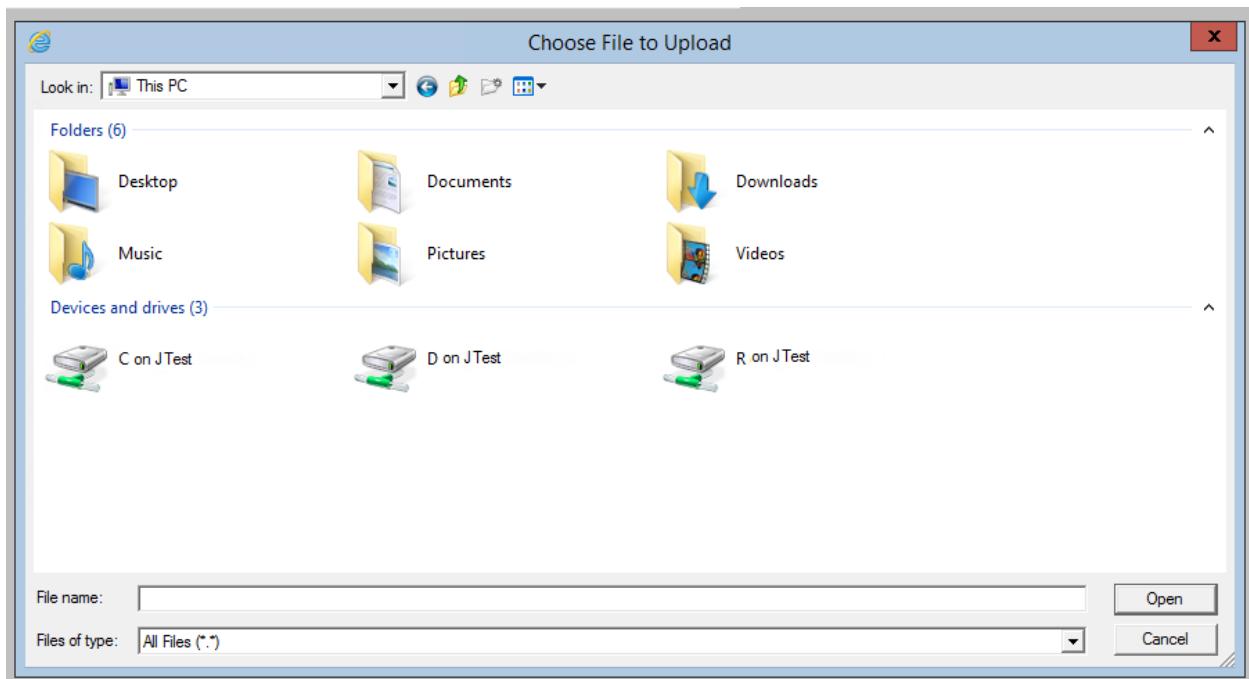 Choose File to Upload
x
Look in: This PC
Folders (6)
Desktop Documents Downloads
Music Pictures Videos
Devices and drives (3)
C on JTest D on JTest R on JTest
File name: Open
Files of type: All Files (*.*) Cancel